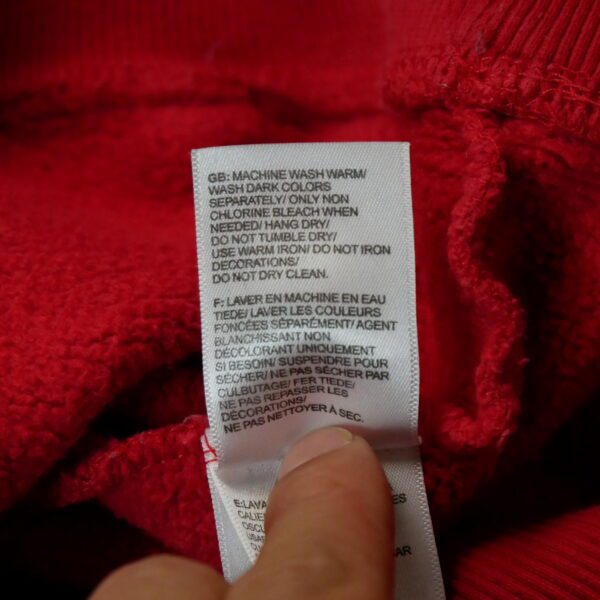 GB: MACHINE WASH WARM/
WASH DARK COLORS
SEPARATELY/ ONLY NON
CHLORINE BLEACH WHEN
NEEDED/ HANG DRY/
DO NOT TUMBLE DRY/
USE WARM IRON/ DO NOT IRON
DECORATIONS/
DO NOT DRY CLEAN.
F: LAVER EN MACHINE EN EAU
TIEDE/ LAVER LES COULEURS
FONCÉES SÉPARÉMENT/ AGENT
BLANCHISSANT NON
DÉCOLORANT UNIQUEMENT
SI BESOIN/ SUSPENDRE POUR
SÉCHER/ NE PAS SÉCHER PAR
CULBUTAGE/ FER TIEDE/
NE PAS REPASSER LES
DÉCORATIONS/
NE PAS NETTOYER À SEC.